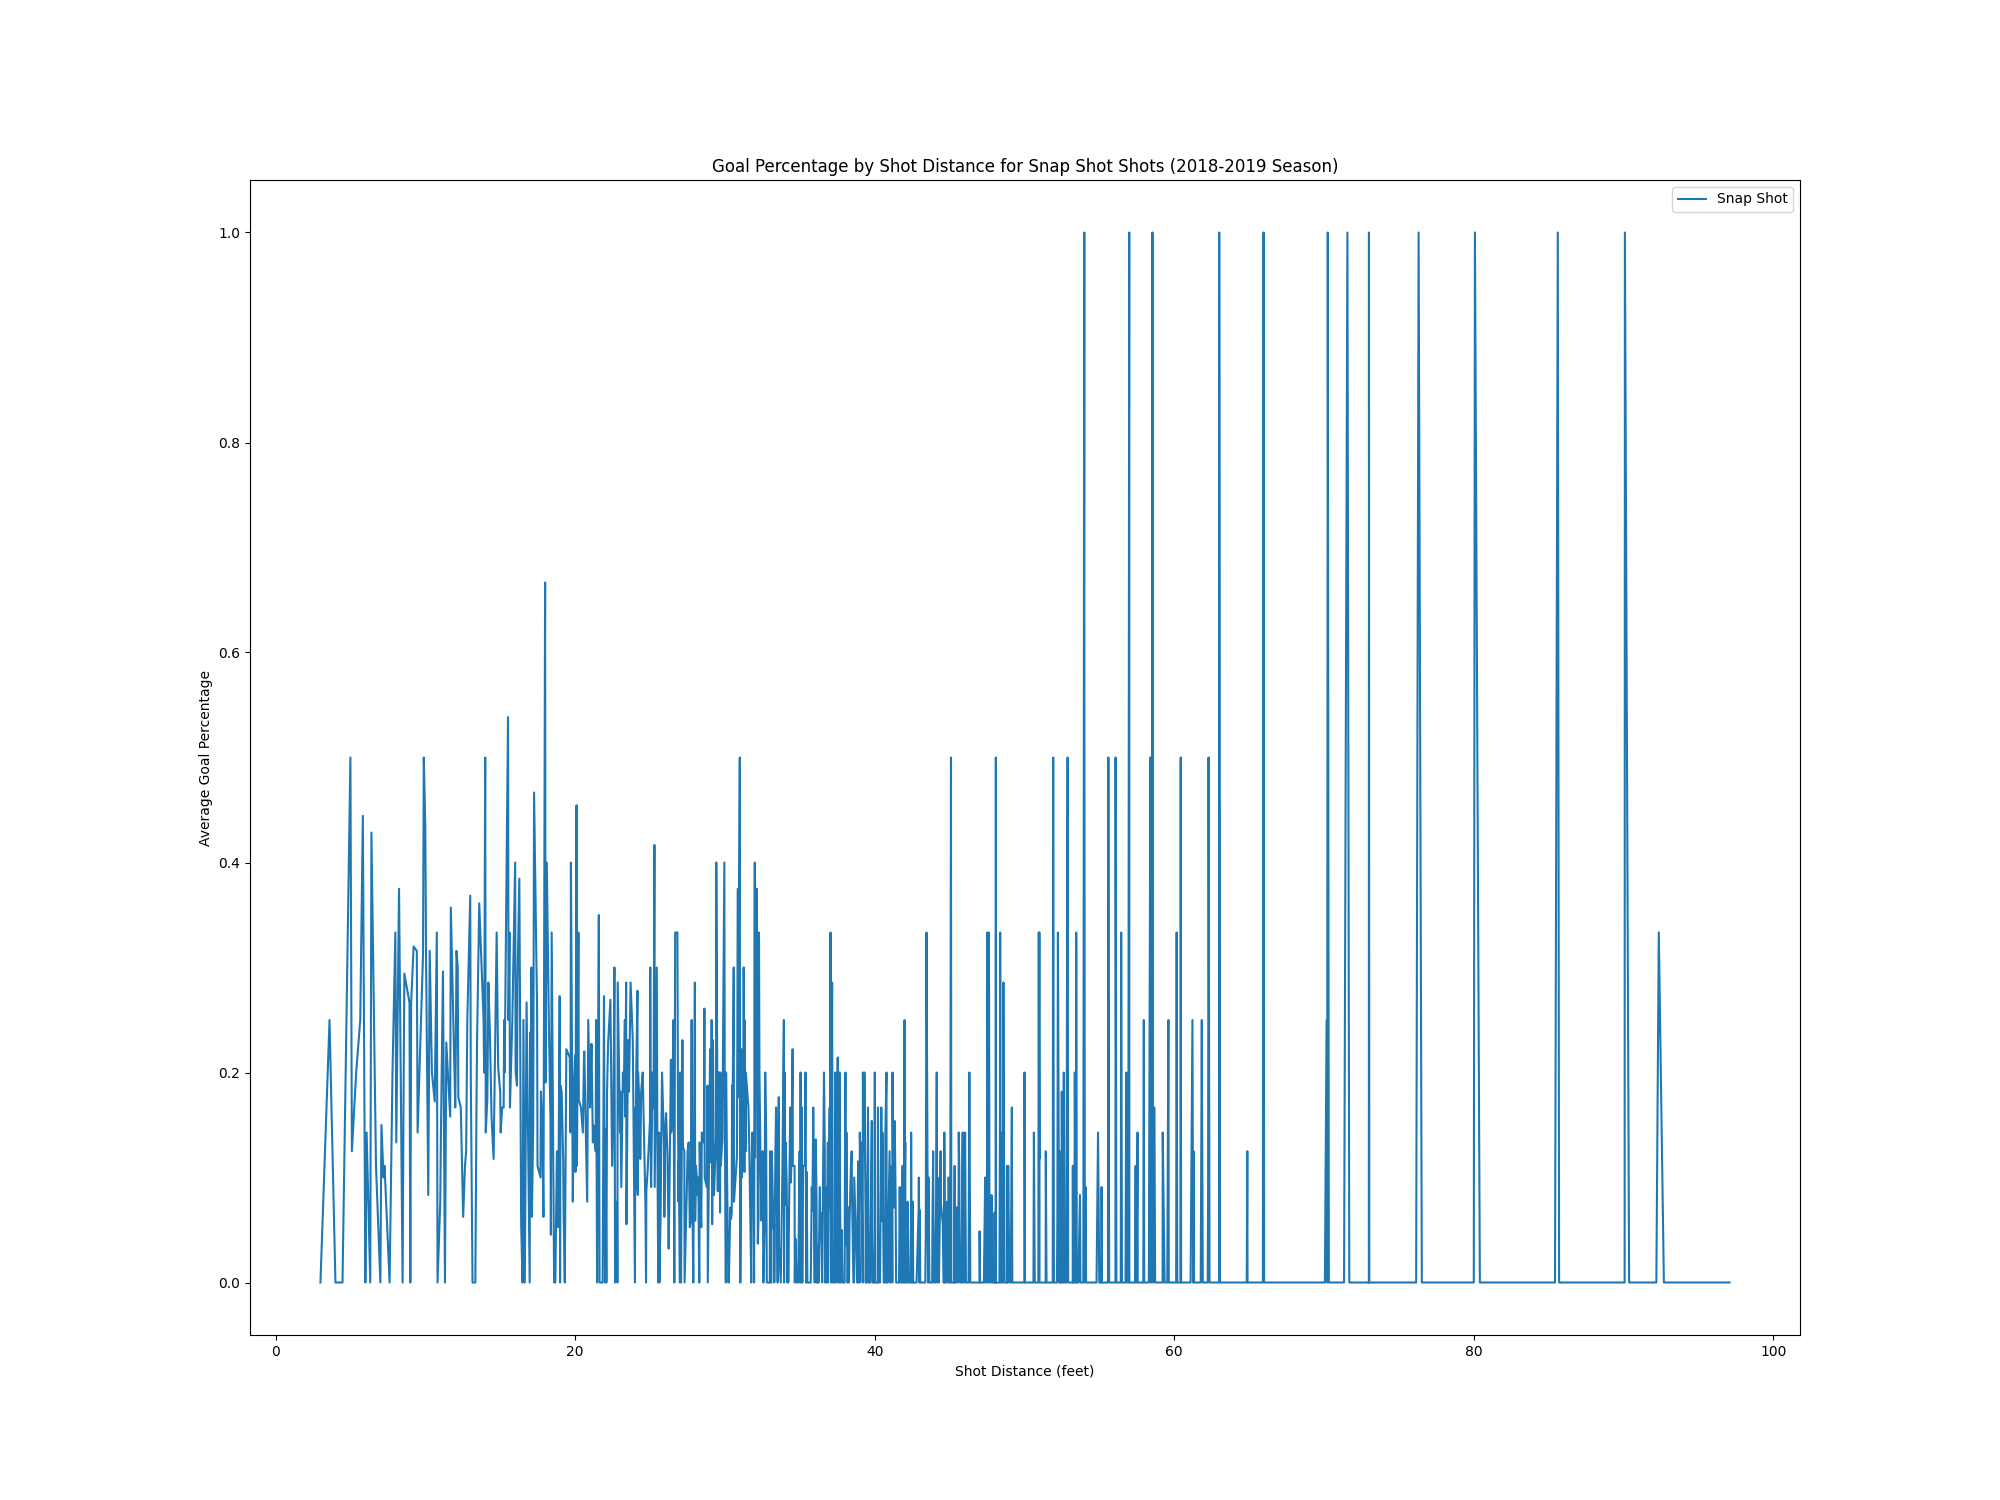 Goal Percentage by Shot Distance for Snap Shot Shots (2018-2019 Season)
Snap Shot
1.0
0.8
0.6
0.4
0.2
0.0
Average Goal Percentage
0 20 40 60 80 100
Shot Distance (feet)